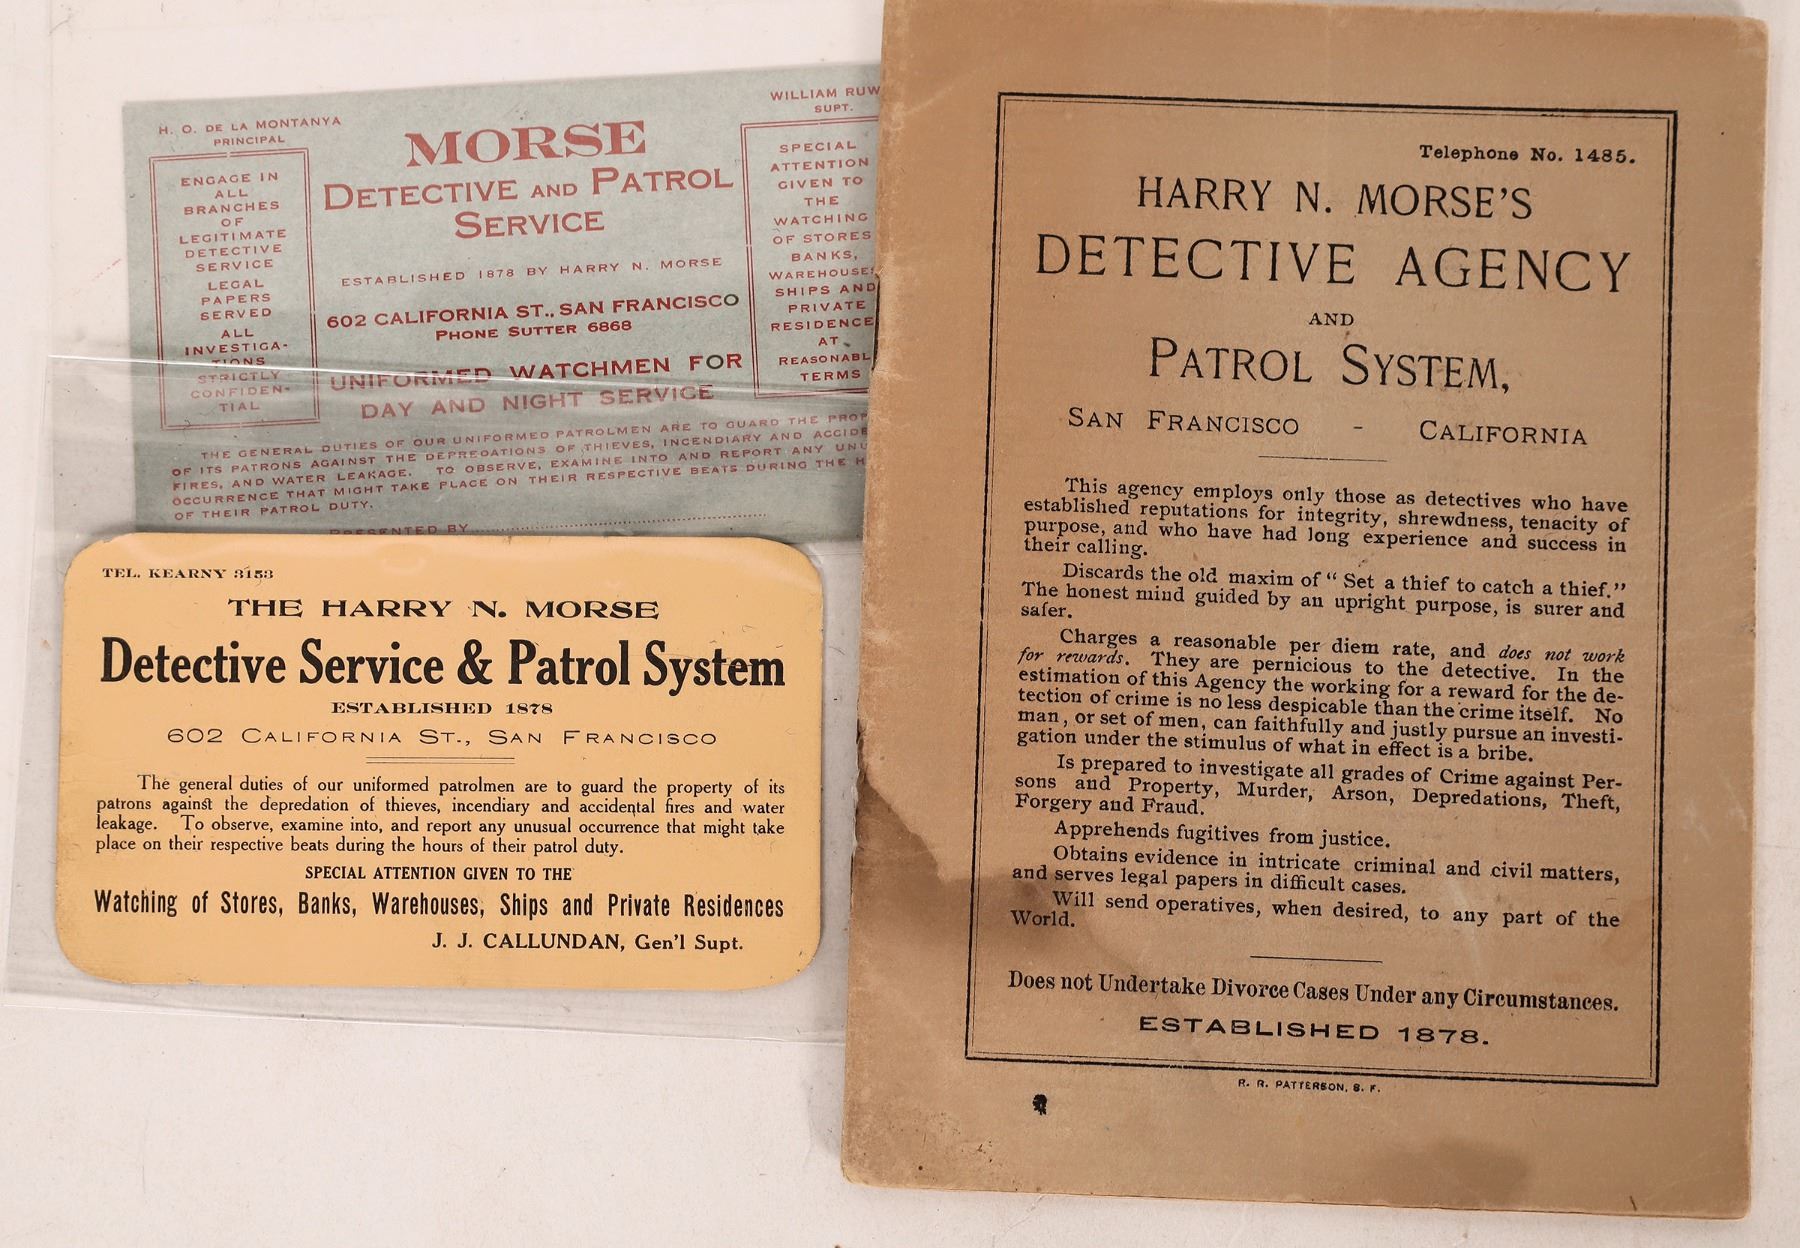 H. O. DE LA MONTANYA
PRINCIPAL
ENGAGE IN
ALL
BRANCHES
OF
LEGITIMATE
DETECTIVE
SERVICE
LEGAL
PAPERS
SERVED
ALL
INVESTIGA-
TIONS
STRICTLY
CONFIDEN-
TIAL
MORSE
DETECTIVE AND PATROL
SERVICE
ESTABLISHED 1878 BY HARRY N. MORSE
602 CALIFORNIA ST., SAN FRANCISCO
PHONE SUTTER 6868
UNIFORMED WATCHMEN FOR
DAY AND NIGHT SERVICE
WILLIAM
SUPT.
SPECIAL
ATTENTION
GIVEN TO
THE
WATCHING
OF STORES
BANKS,
WAREHOUSES
SHIPS AND
PRIVATE
RESIDENCE
AT
REASONABL
TERMS
THE GENERAL DUTIES OF OUR UNIFORMED PATROLMEN ARE TO GUARD THE PROP
OF ITS PATRONS AGAINST THE DEPREDATIONS OF THIEVES, INCENDIARY AND ACCIDE
FIRES, AND WATER LEAKAGE. TO OBSERVE, EXAMINE INTO AND REPORT ANY UNU
OCCURRENCE THAT MIGHT TAKE PLACE ON THEIR RESPECTIVE BEATS DURING THE H
OF THEIR PATROL DUTY.
PRESENTED BY
TEL. KEARNY 3153
THE HARRY N. MORSE
Detective Service & Patrol System
ESTABLISHED 1878
602 CALIFORNIA ST., SAN FRANCISCO
The general duties of our uniformed patrolmen are to guard the property of its
patrons against the depredation of thieves, incendiary and accidental fires and water
leakage. To observe, examine into, and report any unusual occurrence that might take
place on their respective beats during the hours of their patrol duty.
SPECIAL ATTENTION GIVEN TO THE
Watching of Stores, Banks, Warehouses, Ships and Private Residences
J. J. CALLUNDAN, Gen'l Supt.
Telephone No. 1485.
HARRY N. MORSE'S
DETECTIVE AGENCY
AND
PATROL SYSTEM,
SAN FRANCISCO - CALIFORNIA
This agency employs only those as detectives who have
established reputations for integrity, shrewdness, tenacity of
purpose, and who have had long experience and success in
their calling.
Discards the old maxim of "Set a thief to catch a thief."
The honest mind guided by an upright purpose, is surer and
safer.
Charges a reasonable per diem rate, and does not work
for rewards. They are pernicious to the detective. In the
estimation of this Agency the working for a reward for the de-
tection of crime is no less despicable than the crime itself. No
man, or set of men, can faithfully and justly pursue an investi-
gation under the stimulus of what in effect is a bribe.
Is prepared to investigate all grades of Crime against Per-
sons and Property, Murder, Arson, Depredations, Theft,
Forgery and Fraud.
Apprehends fugitives from justice.
Obtains evidence in intricate criminal and civil matters,
and serves legal papers in difficult cases.
Will send operatives, when desired, to any part of the
World.
Does not Undertake Divorce Cases Under any Circumstances.
ESTABLISHED 1878.
R. R. PATTERSON, S. F.